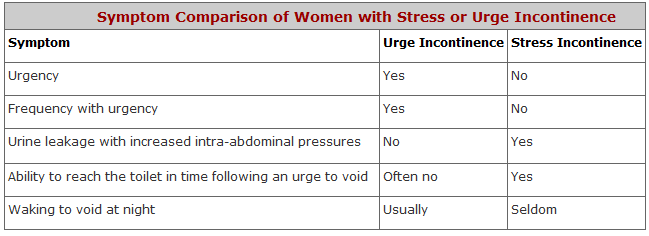 Symptom Comparison of Women with Stress or Urge Incontinence
Symptom Urge Incontinence Stress Incontinence
Urgency Yes No
Frequency with urgency Yes No
Urine leakage with increased intra-abdominal pressures No Yes
Ability to reach the toilet in time following an urge to void Often no Yes
Waking to void at night Usually Seldom